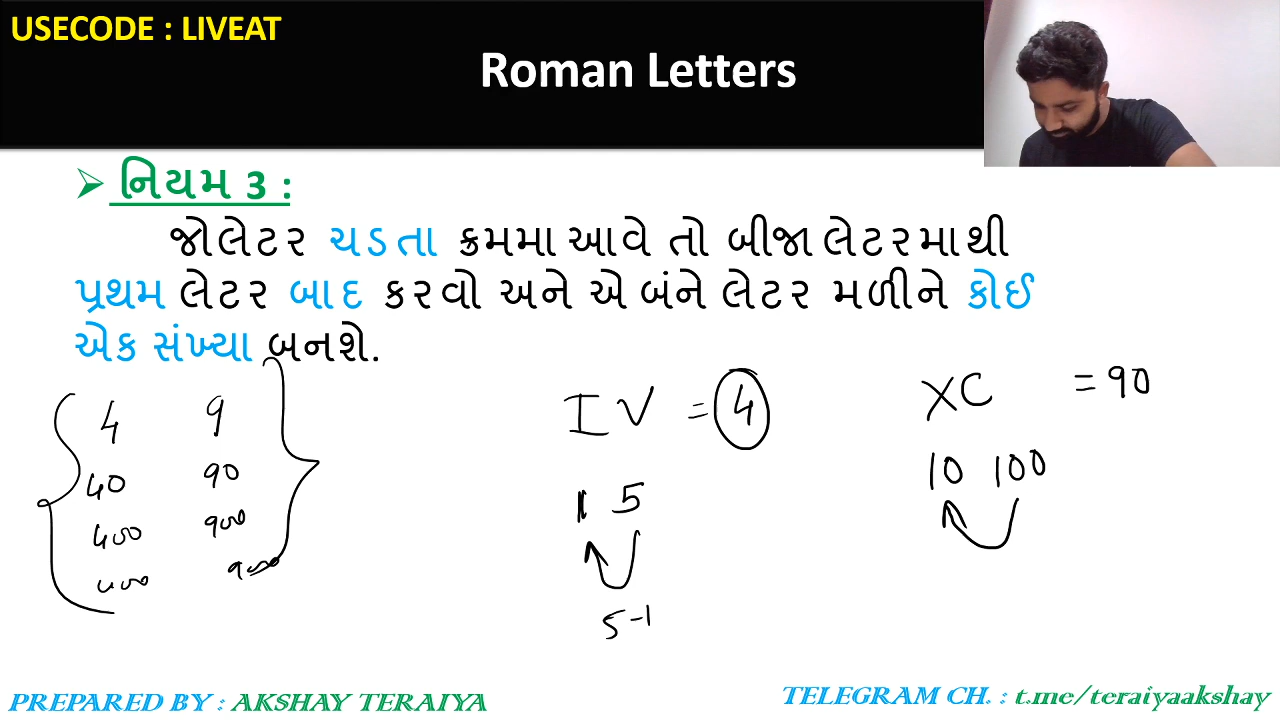 USECODE : LIVEAT
Roman Letters
➢ નિયમ 3 :
જોલેટર ચડતા ક્રમમા આવે તો બીજા લેટરમાથી
પ્રથમ લેટર બાદ કરવો અને એ બંને લેટર મળીને કોઈ
એક સંખ્યા બનશે.
4 9
40 90
400 900
IV = 4
1 5
5-1
XC = 90
10 100
PREPARED BY : AKSHAY TERAIYA
TELEGRAM CH. : t.me/teraiyaakshay